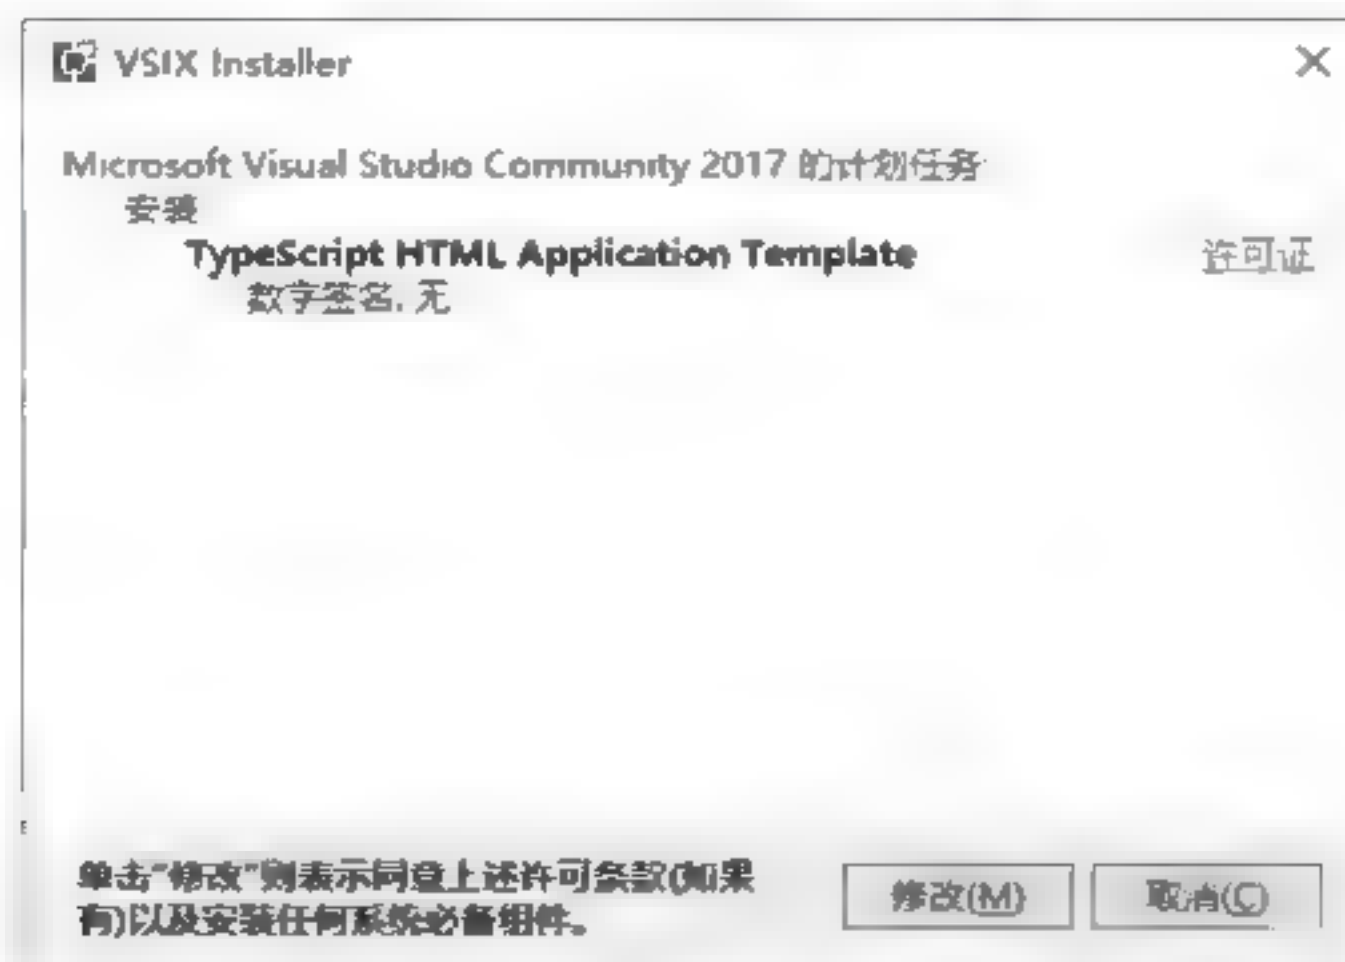 VSIX Installer
Microsoft Visual Studio Community 2017 的计划任务:
安装
TypeScript HTML Application Template 许可证
数字签名: 无
单击"修改"则表示同意上述许可条款(如果
有)以及安装任何系统必备组件。
修改(M) 取消(C)